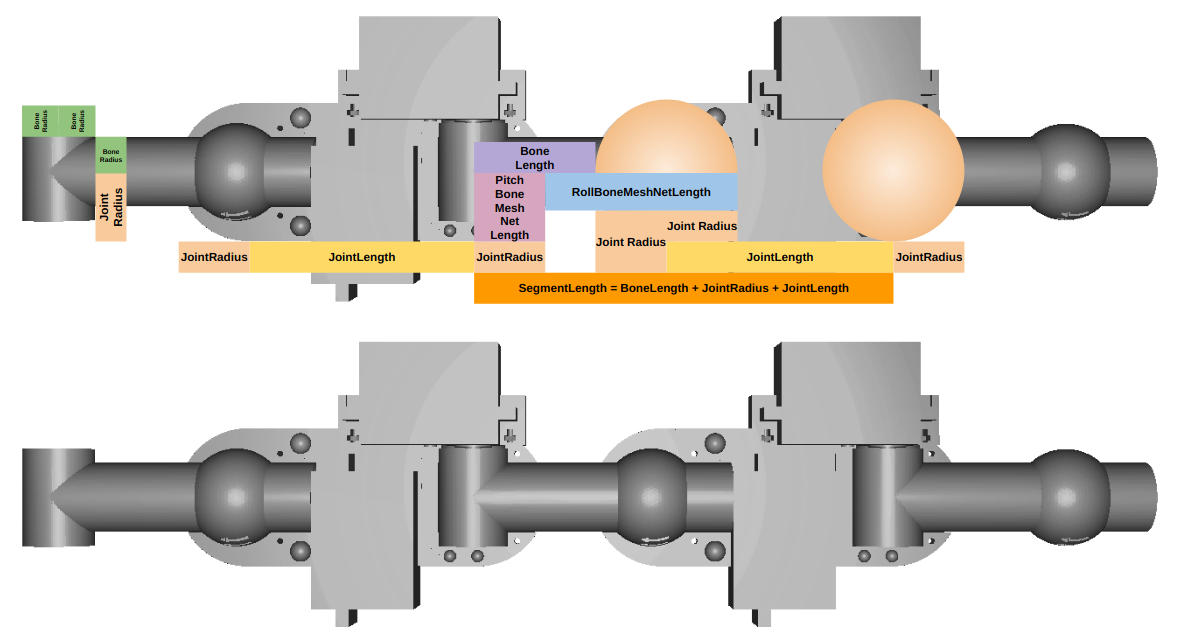 Bone
Radius
Bone
Radius
Bone
Radius
Joint
Radius
Bone
Length
Pitch
Bone
Mesh
Net
Length
RollBoneMeshNetLength
Joint Radius
Joint Radius
JointRadius
JointLength
JointRadius
JointLength
JointRadius
SegmentLength = BoneLength + JointRadius + JointLength